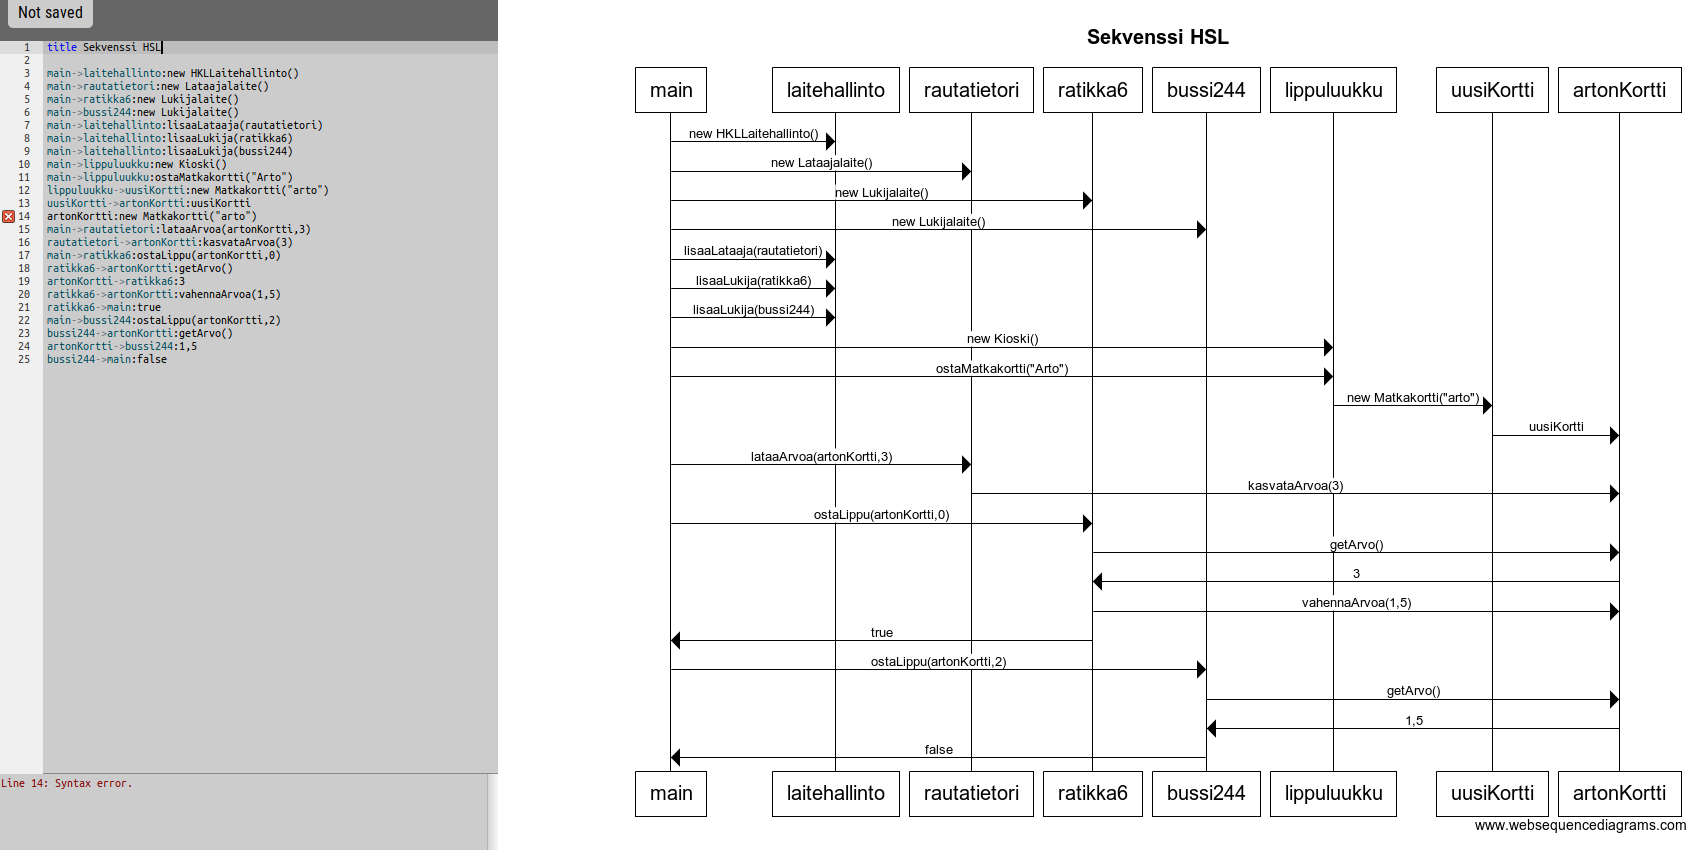 Not saved
1 title Sekvenssi HSL
2
3 main->laitehallinto:new HKLLaitehallinto()
4 main->rautatietori:new Lataajalaite()
5 main->ratikka6:new Lukijalaite()
6 main->bussi244:new Lukijalaite()
7 main->laitehallinto:lisaaLataaja(rautatietori)
8 main->laitehallinto:lisaaLukija(ratikka6)
9 main->laitehallinto:lisaaLukija(bussi244)
10 main->lippuluukku:new Kioski()
11 main->lippuluukku:ostaMatkakortti("Arto")
12 lippuluukku->uusiKortti:new Matkakortti("arto")
13 uusiKortti->artonKortti:uusiKortti
14 artonKortti:new Matkakortti("arto")
15 main->rautatietori:lataaArvoa(artonKortti,3)
16 rautatietori->artonKortti:kasvataArvoa(3)
17 main->ratikka6:ostaLippu(artonKortti,0)
18 ratikka6->artonKortti:getArvo()
19 artonKortti->ratikka6:3
20 ratikka6->artonKortti:vahennaArvoa(1,5)
21 ratikka6->main:true
22 main->bussi244:ostaLippu(artonKortti,2)
23 bussi244->artonKortti:getArvo()
24 artonKortti->bussi244:1,5
25 bussi244->main:false
Line 14: Syntax error.
Sekvenssi HSL
main laitehallinto rautatietori ratikka6 bussi244 lippuluukku uusiKortti artonKortti
new HKLLaitehallinto()
new Lataajalaite()
new Lukijalaite()
new Lukijalaite()
lisaaLataaja(rautatietori)
lisaaLukija(ratikka6)
lisaaLukija(bussi244)
new Kioski()
ostaMatkakortti("Arto")
new Matkakortti("arto")
uusiKortti
lataaArvoa(artonKortti,3)
kasvataArvoa(3)
ostaLippu(artonKortti,0)
getArvo()
3
vahennaArvoa(1,5)
true
ostaLippu(artonKortti,2)
getArvo()
1,5
false
main laitehallinto rautatietori ratikka6 bussi244 lippuluukku uusiKortti artonKortti
www.websequencediagrams.com